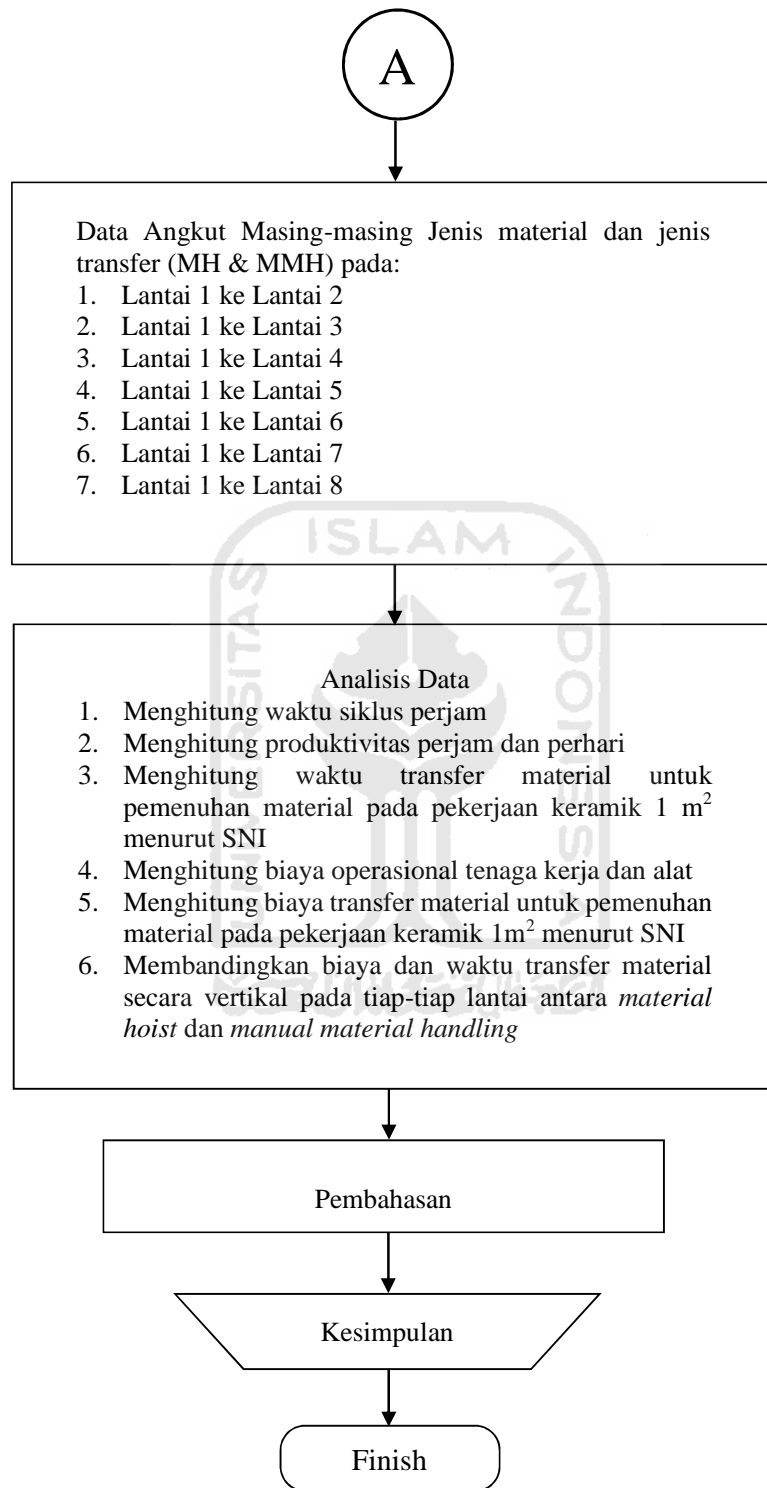 A
Data Angkut Masing-masing Jenis material dan jenis
transfer (MH & MMH) pada:
1. Lantai 1 ke Lantai 2
2. Lantai 1 ke Lantai 3
3. Lantai 1 ke Lantai 4
4. Lantai 1 ke Lantai 5
5. Lantai 1 ke Lantai 6
6. Lantai 1 ke Lantai 7
7. Lantai 1 ke Lantai 8
ISLAM
UNIVERSITAS
INDONESIA
Analisis Data
1. Menghitung waktu siklus perjam
2. Menghitung produktivitas perjam dan perhari
3. Menghitung waktu transfer material untuk
pemenuhan material pada pekerjaan keramik 1 m²
menurut SNI
4. Menghitung biaya operasional tenaga kerja dan alat
5. Menghitung biaya transfer material untuk pemenuhan
material pada pekerjaan keramik 1m² menurut SNI
6. Membandingkan biaya dan waktu transfer material
secara vertikal pada tiap-tiap lantai antara material
hoist dan manual material handling
Pembahasan
Kesimpulan
Finish